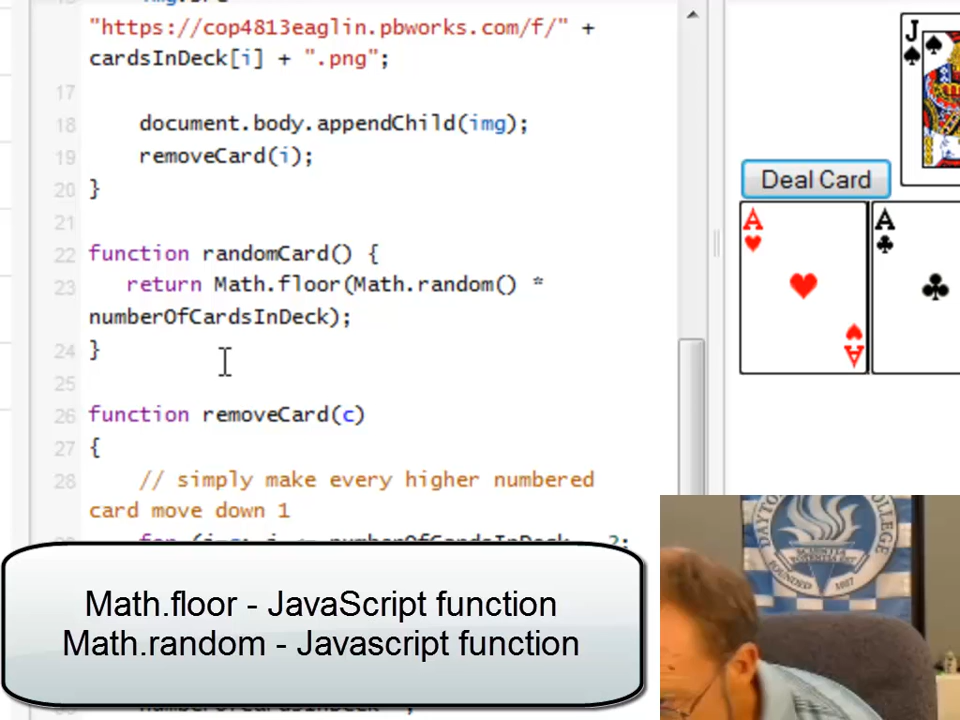 "https://cop4813eaglin.pbworks.com/f/" +
cardsInDeck[i] + ".png";
17
18 document.body.appendChild(img);
19 removeCard(i);
20 }
21
22 function randomCard() {
23 return Math.floor(Math.random() *
numberOfCardsInDeck);
24 }
25
26 function removeCard(c)
27 {
28 // simply make every higher numbered
card move down 1
Math.floor - JavaScript function
Math.random - Javascript function
J
Deal Card
A
A
A